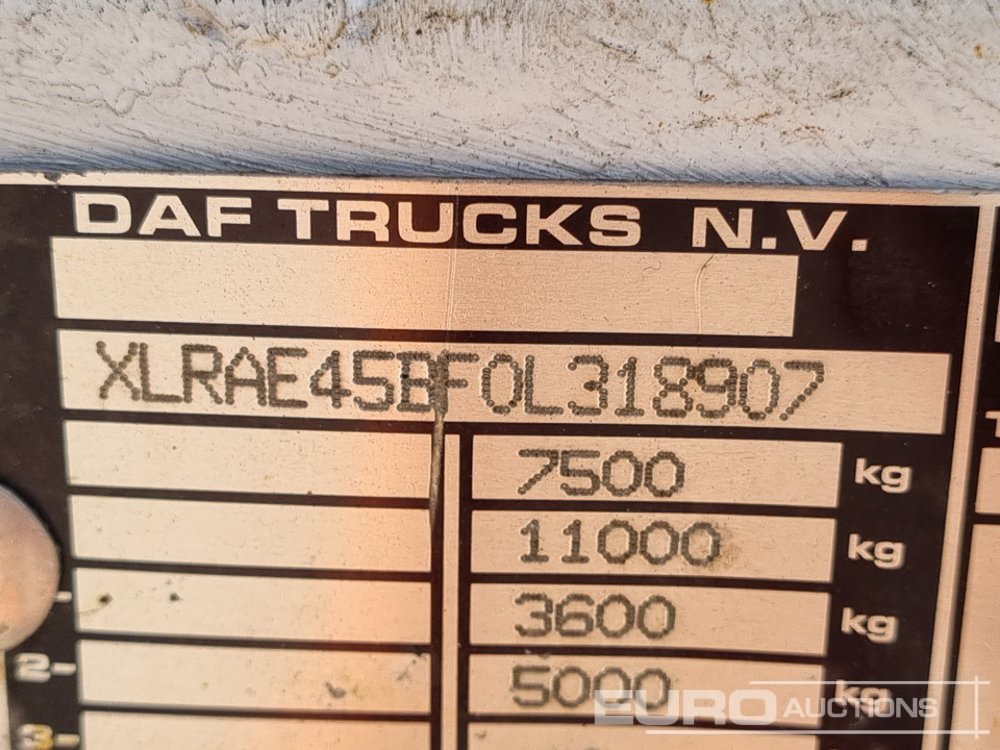 DAF TRUCKS N.V.
XLRAE45BF0L318907
7500 kg
11000 kg
3600 kg
2- 5000 kg
3-
EURO AUCTIONS